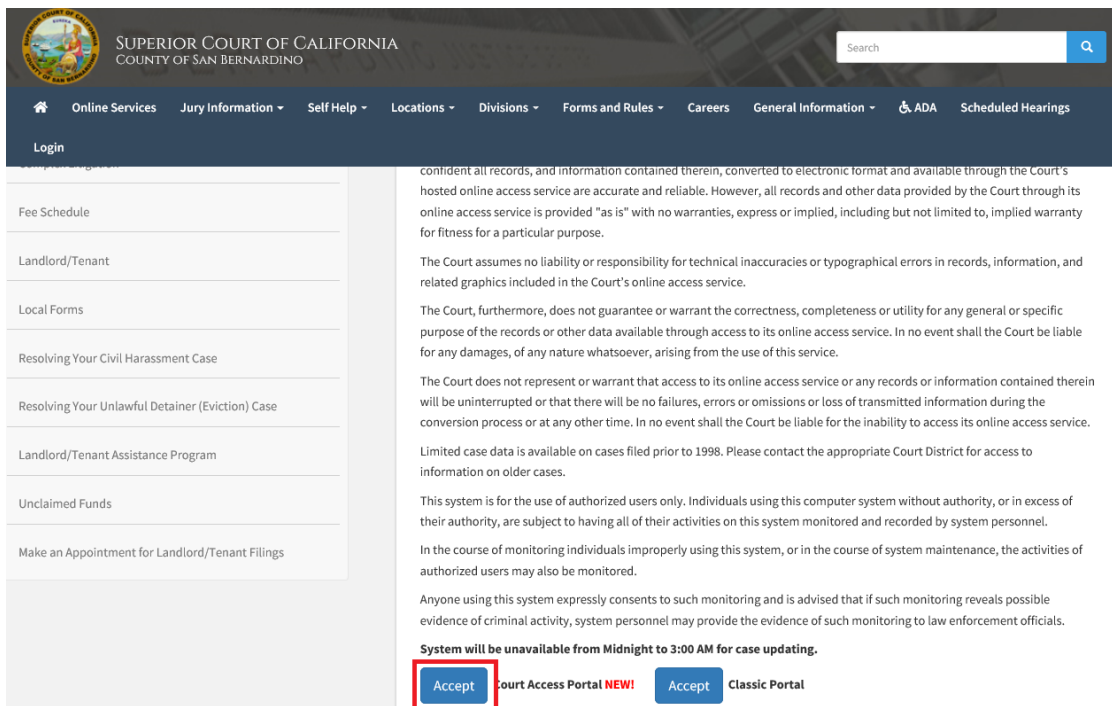 SUPERIOR COURT OF CALIFORNIA
COUNTY OF SAN BERNARDINO
Search
Online Services Jury Information Self Help Locations Divisions Forms and Rules Careers General Information ADA Scheduled Hearings
Login
Fee Schedule
Landlord/Tenant
Local Forms
Resolving Your Civil Harassment Case
Resolving Your Unlawful Detainer (Eviction) Case
Landlord/Tenant Assistance Program
Unclaimed Funds
Make an Appointment for Landlord/Tenant Filings
confident all records, and information contained therein, converted to electronic format and available through the Court's
hosted online access service are accurate and reliable. However, all records and other data provided by the Court through its
online access service is provided "as is" with no warranties, express or implied, including but not limited to, implied warranty
for fitness for a particular purpose.
The Court assumes no liability or responsibility for technical inaccuracies or typographical errors in records, information, and
related graphics included in the Court's online access service.
The Court, furthermore, does not guarantee or warrant the correctness, completeness or utility for any general or specific
purpose of the records or other data available through access to its online access service. In no event shall the Court be liable
for any damages, of any nature whatsoever, arising from the use of this service.
The Court does not represent or warrant that access to its online access service or any records or information contained therein
will be uninterrupted or that there will be no failures, errors or omissions or loss of transmitted information during the
conversion process or at any other time. In no event shall the Court be liable for the inability to access its online access service.
Limited case data is available on cases filed prior to 1998. Please contact the appropriate Court District for access to
information on older cases.
This system is for the use of authorized users only. Individuals using this computer system without authority, or in excess of
their authority, are subject to having all of their activities on this system monitored and recorded by system personnel.
In the course of monitoring individuals improperly using this system, or in the course of system maintenance, the activities of
authorized users may also be monitored.
Anyone using this system expressly consents to such monitoring and is advised that if such monitoring reveals possible
evidence of criminal activity, system personnel may provide the evidence of such monitoring to law enforcement officials.
System will be unavailable from Midnight to 3:00 AM for case updating.
Accept Court Access Portal NEW! Accept Classic Portal